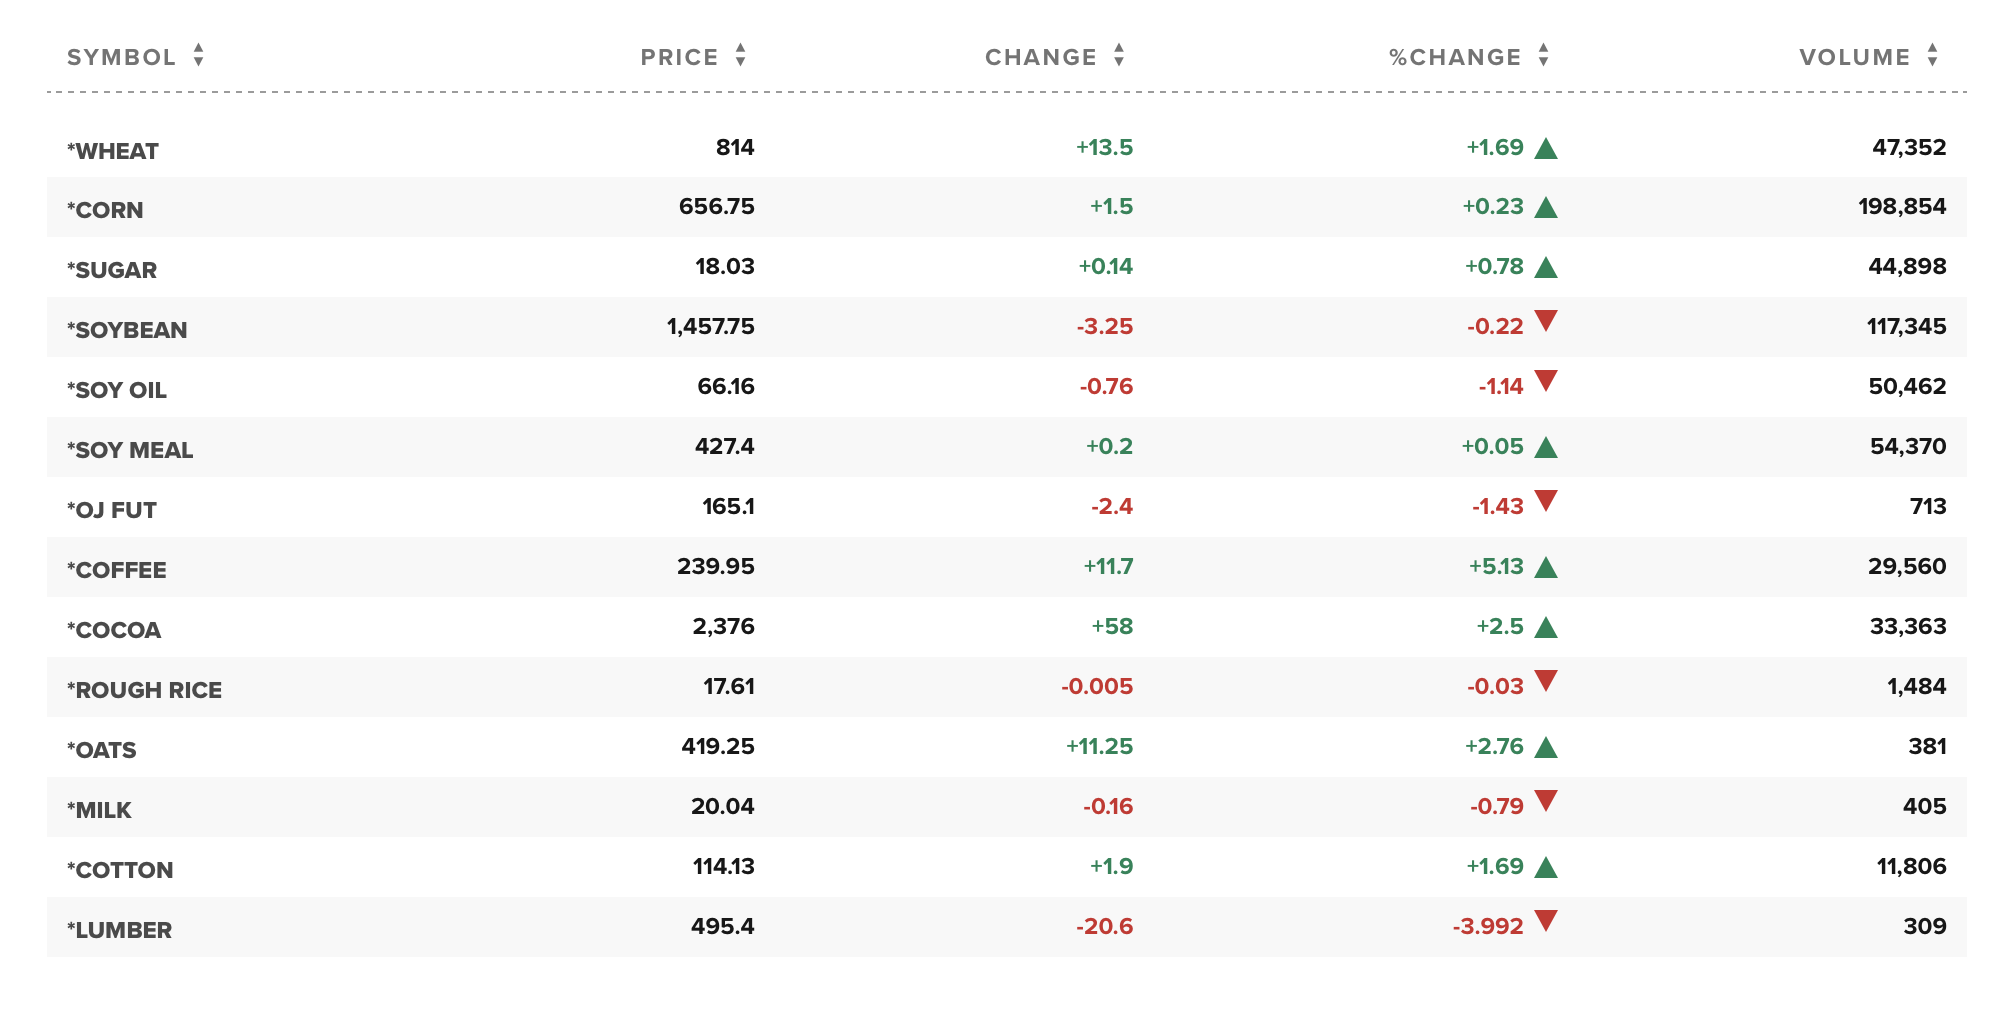 SYMBOL PRICE CHANGE %CHANGE VOLUME
*WHEAT 814 +13.5 +1.69 47,352
*CORN 656.75 +1.5 +0.23 198,854
*SUGAR 18.03 +0.14 +0.78 44,898
*SOYBEAN 1,457.75 -3.25 -0.22 117,345
*SOY OIL 66.16 -0.76 -1.14 50,462
*SOY MEAL 427.4 +0.2 +0.05 54,370
*OJ FUT 165.1 -2.4 -1.43 713
*COFFEE 239.95 +11.7 +5.13 29,560
*COCOA 2,376 +58 +2.5 33,363
*ROUGH RICE 17.61 -0.005 -0.03 1,484
*OATS 419.25 +11.25 +2.76 381
*MILK 20.04 -0.16 -0.79 405
*COTTON 114.13 +1.9 +1.69 11,806
*LUMBER 495.4 -20.6 -3.992 309